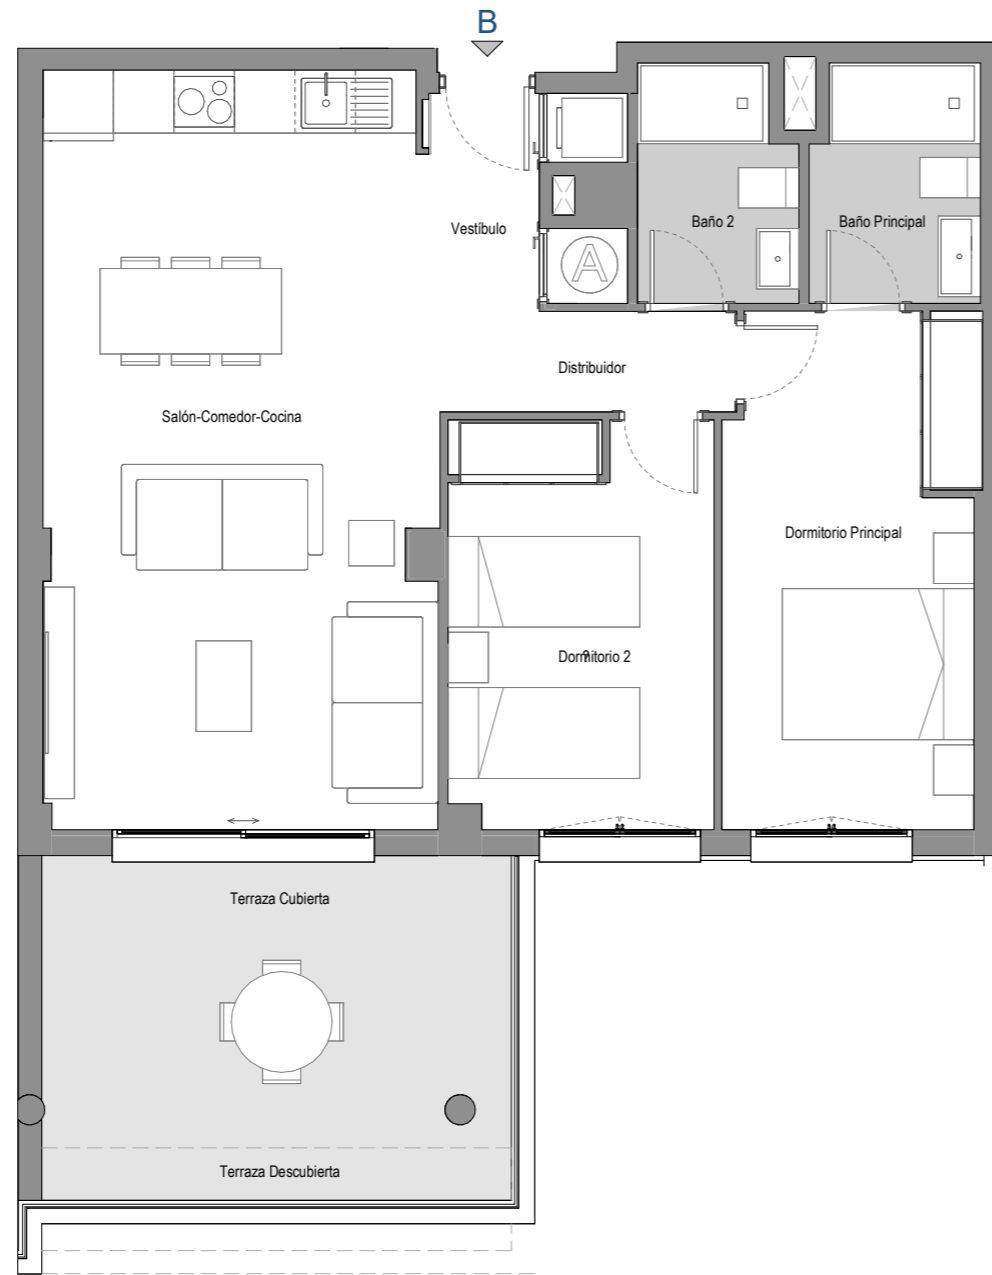 B
Vestíbulo
Baño 2
Baño Principal
A
Distribuidor
Salón-Comedor-Cocina
Dormitorio Principal
Dormitorio 2
Terraza Cubierta
Terraza Descubierta